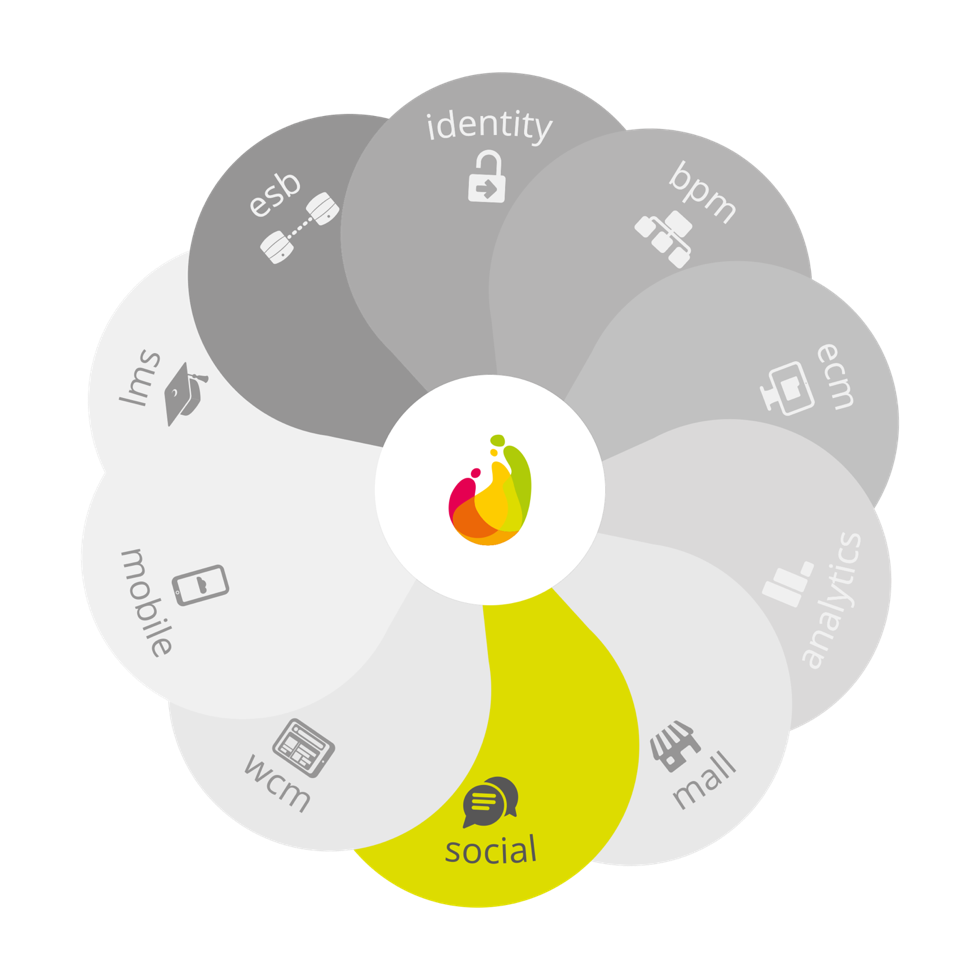 identity
bpm
ecm
analytics
mall
social
wcm
mobile
lms
esb